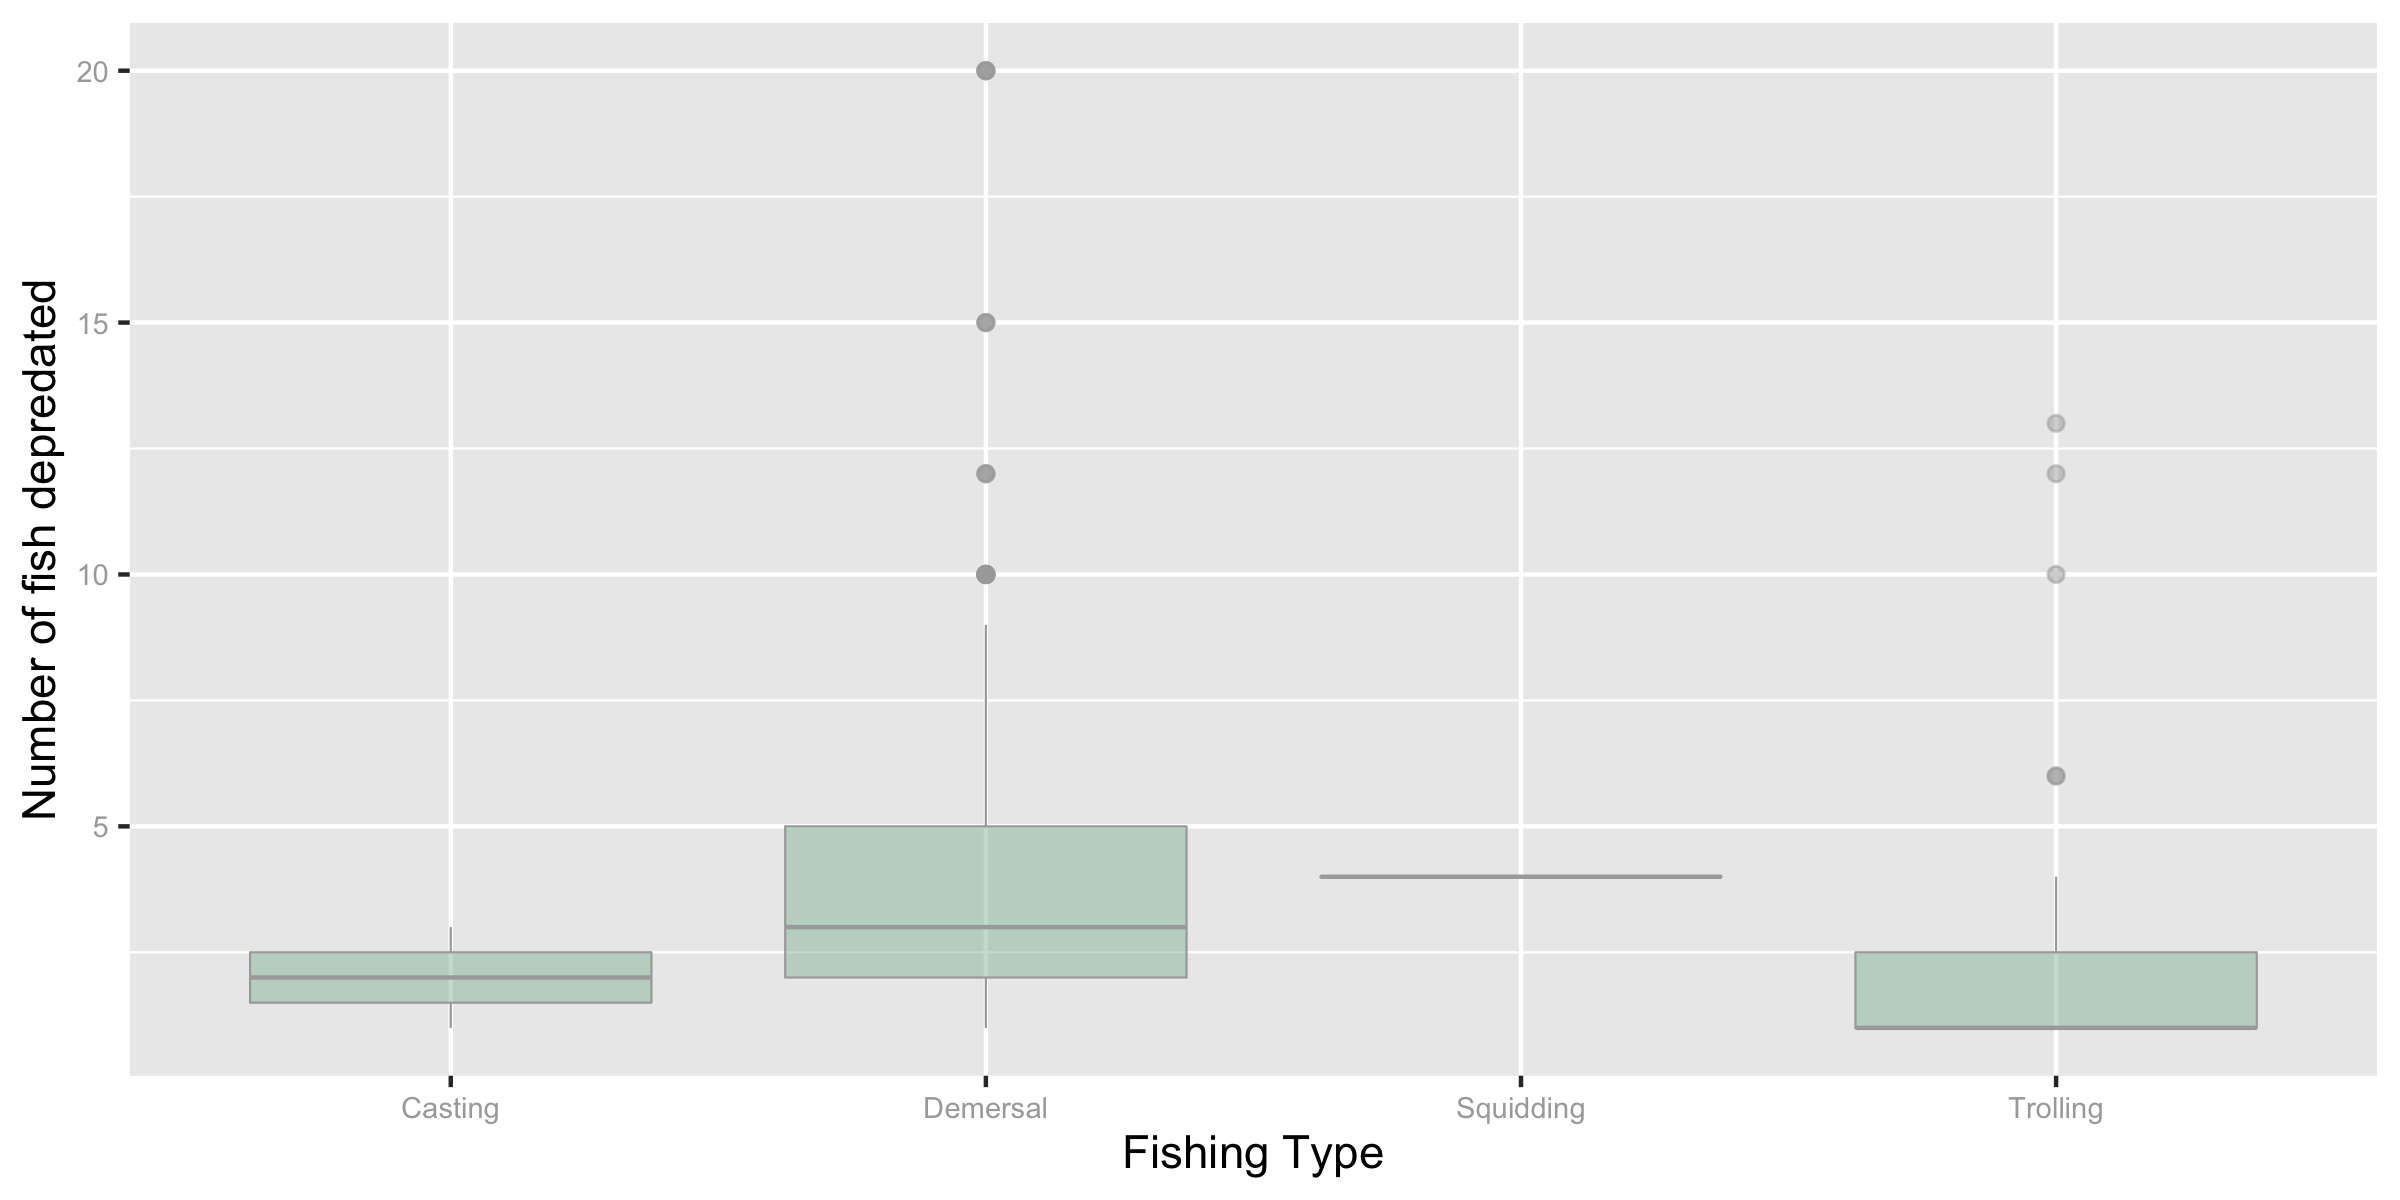 Number of fish depredated
20
15
10
5
Casting
Demersal
Squidding
Trolling
Fishing Type